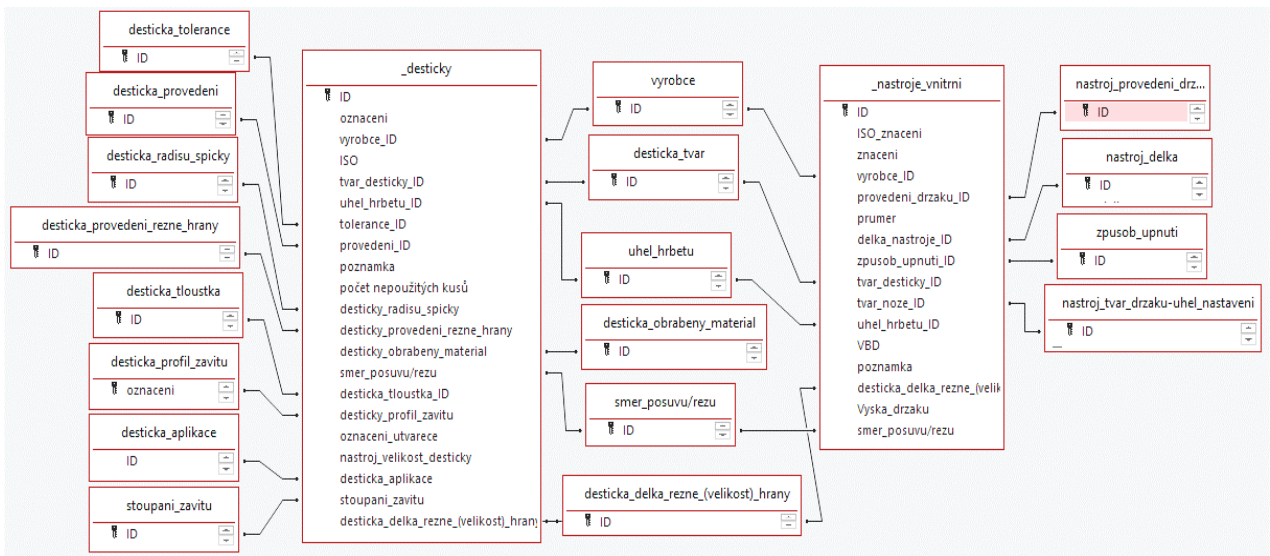 desticka_tolerance
ID
desticka_provedeni
ID
desticka_radisu_spicky
ID
desticka_provedeni_rezne_hrany
ID
desticka_tloustka
ID
desticka_profil_zavitu
oznaceni
desticka_aplikace
ID
stoupani_zavitu
ID
_desticky
ID
oznaceni
vyrobce_ID
ISO
tvar_desticky_ID
uhel_hrbetu_ID
tolerance_ID
provedeni_ID
poznamka
počet nepoužitých kusů
desticky_radisu_spicky
desticky_provedeni_rezne_hrany
desticky_obrabeny_material
smer_posuvu/rezu
desticka_tloustka_ID
desticky_profil_zavitu
oznaceni_utvarece
nastroj_velikost_desticky
desticka_aplikace
stoupani_zavitu
desticka_delka_rezne_(velikost)_hrany
vyrobce
ID
desticka_tvar
ID
uhel_hrbetu
ID
desticka_obrabeny_material
ID
smer_posuvu/rezu
ID
desticka_delka_rezne_(velikost)_hrany
ID
_nastroje_vnitrni
ID
ISO_znaceni
znaceni
vyrobce_ID
provedeni_drzaku_ID
prumer
delka_nastroje_ID
zpusob_upnuti_ID
tvar_desticky_ID
tvar_noze_ID
uhel_hrbetu_ID
VBD
poznamka
desticka_delka_rezne_(velik
Vyska_drzaku
smer_posuvu/rezu
nastroj_provedeni_drz...
ID
nastroj_delka
ID
zpusob_upnuti
ID
nastroj_tvar_drzaku-uhel_nastaveni
ID